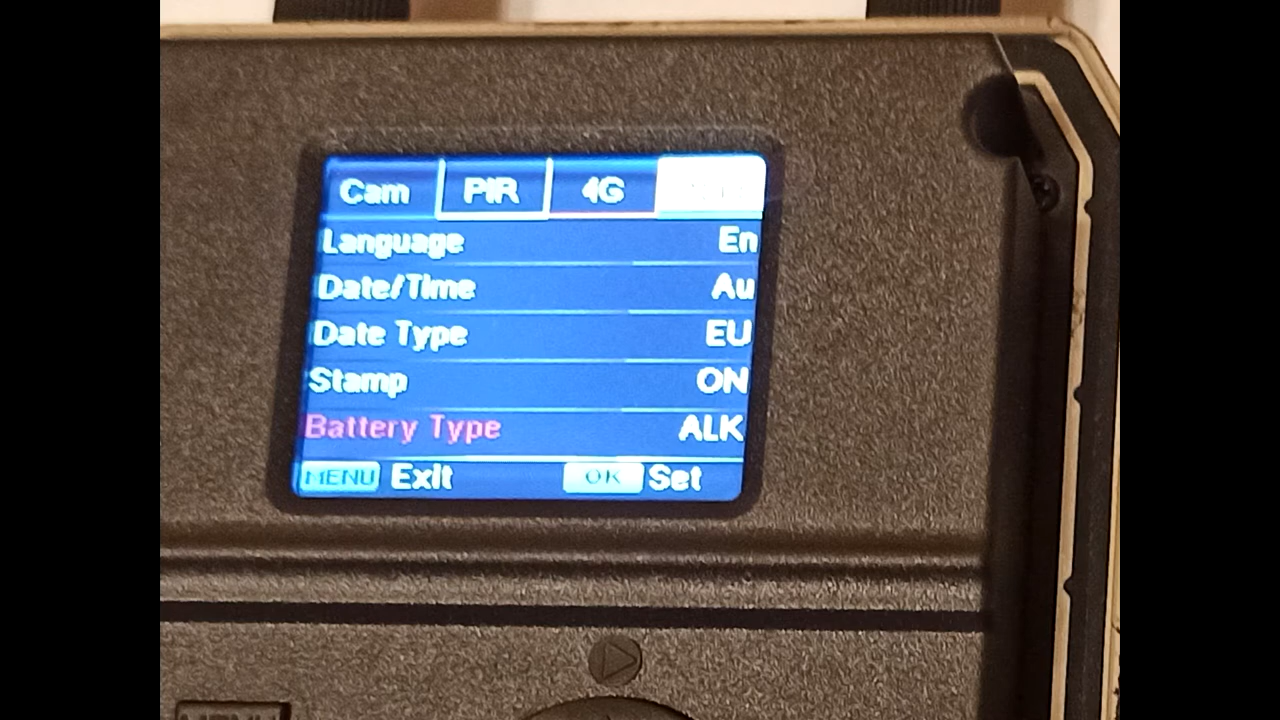 Cam PIR 4G
Language En
Date/Time Au
Date Type EU
Stamp ON
Battery Type ALK
MENU Exit OK Set